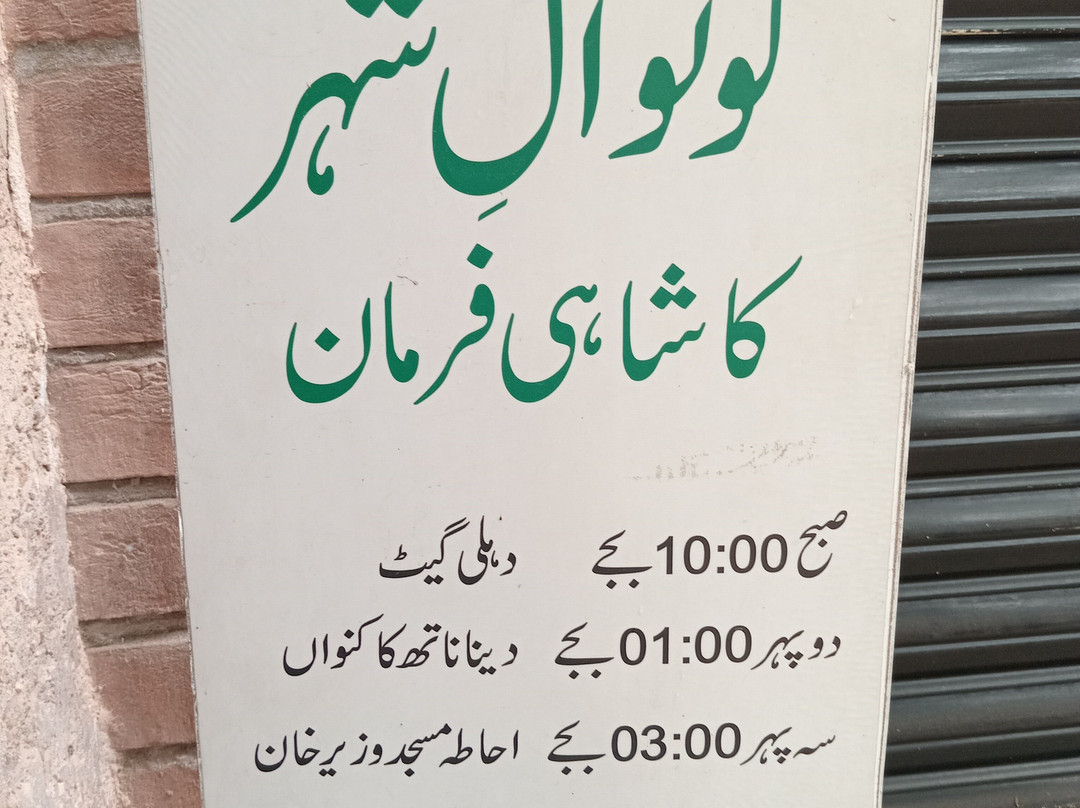 کوتوالِ شہر
کا شاہی فرمان
صبح 10:00 بجے دہلی گیٹ
دوپہر 01:00 بجے دینا ناتھ کا کنواں
سہ پہر 03:00 بجے احاطہ مسجد وزیر خان